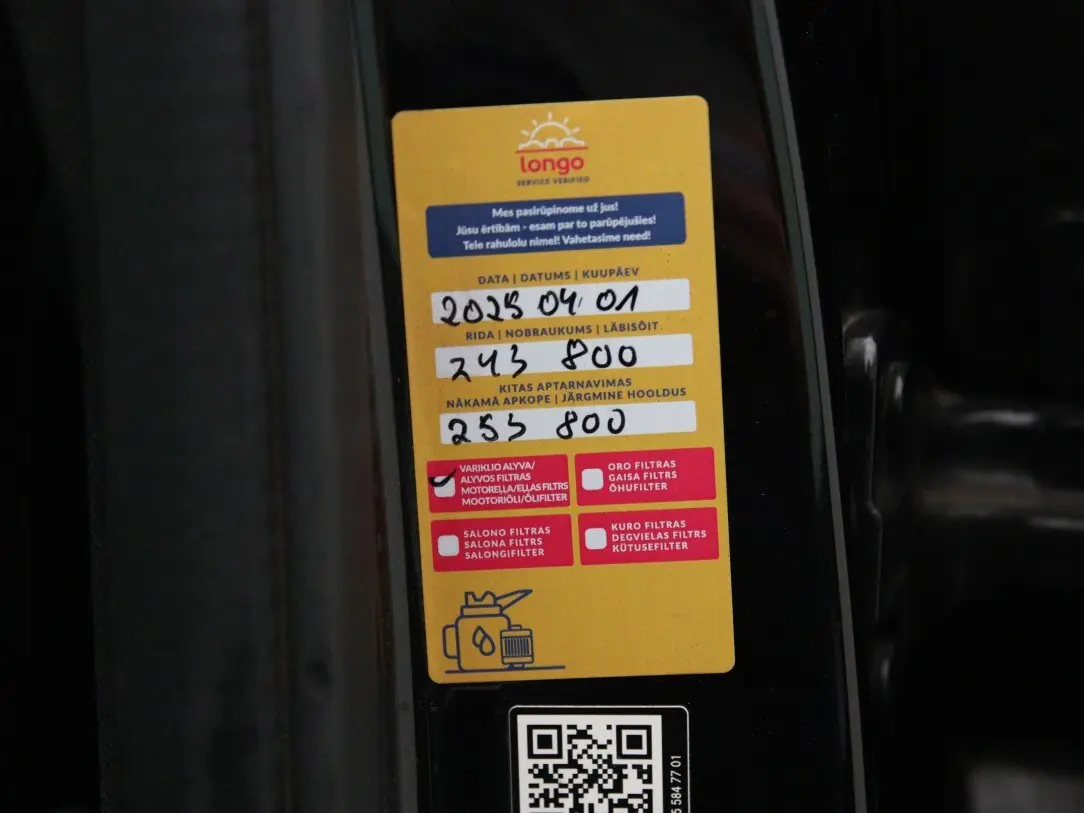 longo
SERVICE VERIFIED
Mes pasirūpinome už jus!
Jūsu ērtībām - esam par to parūpējušies!
Teie rahulolu nimel! Vahetasime need!
DATA | DATUMS | KUUPÄEV
2025 04 01
RIDA | NOBRAUKUMS | LÄBISÕIT
243 800
KITAS APTARNAVIMAS
NĀKAMĀ APKOPE | JÄRGMINE HOOLDUS
253 800
VARIKLIO ALYVA/
ALYVOS FILTRAS
MOTOREĻĻA/EĻĻAS FILTRS
MOOTORIÕLI/ÕLIFILTER
ORO FILTRAS
GAISA FILTRS
ÕHUFILTER
SALONO FILTRAS
SALONA FILTRS
SALONGIFILTER
KURO FILTRAS
DEGVIELAS FILTRS
KÜTUSEFILTER
5 584 77 01